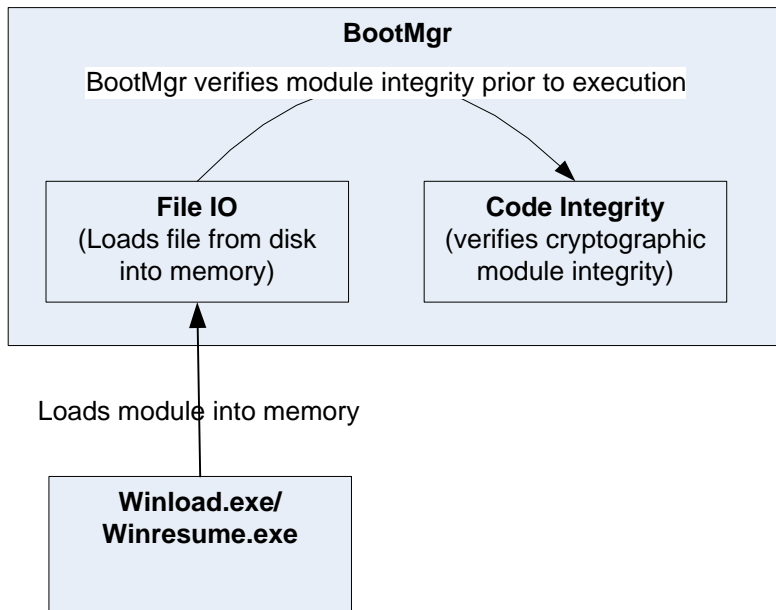 BootMgr
BootMgr verifies module integrity prior to execution
File IO
(Loads file from disk
into memory)
Code Integrity
(verifies cryptographic
module integrity)
Loads module into memory
Winload.exe/
Winresume.exe